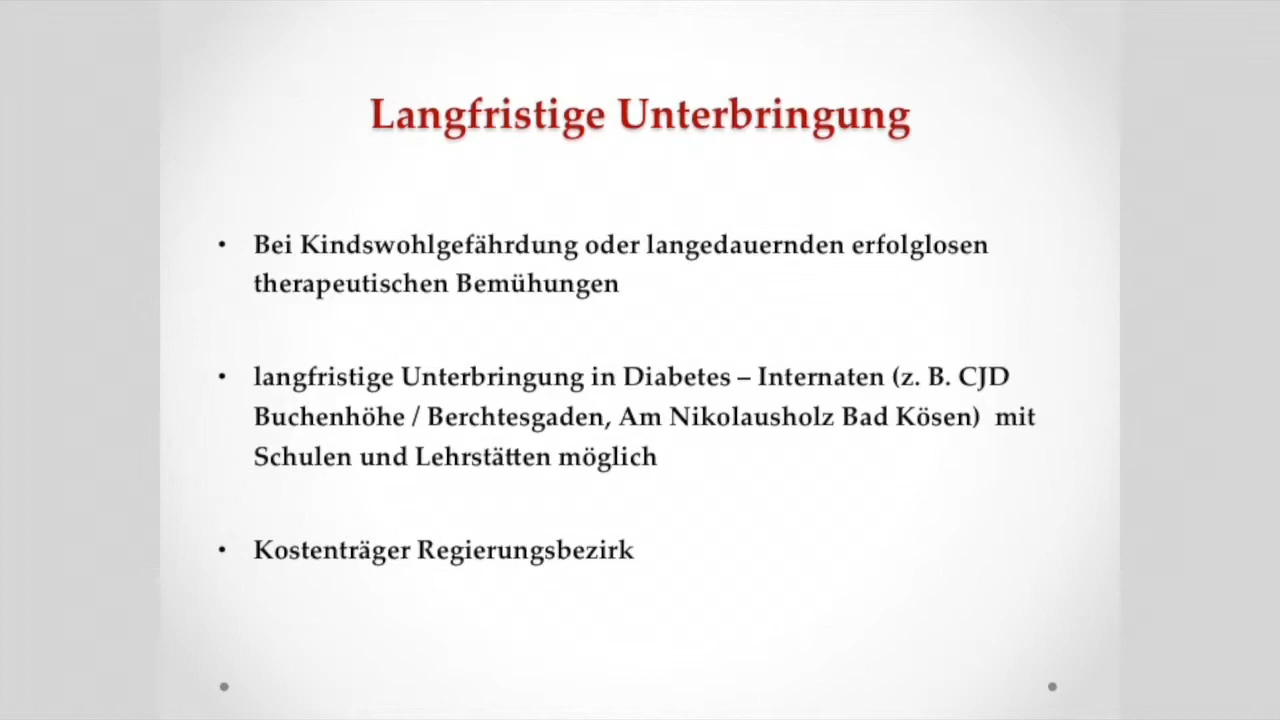 Langfristige Unterbringung
• Bei Kindswohlgefährdung oder langedauernden erfolglosen
therapeutischen Bemühungen
• langfristige Unterbringung in Diabetes – Internaten (z. B. CJD
Buchenhöhe / Berchtesgaden, Am Nikolausholz Bad Kösen)  mit
Schulen und Lehrstätten möglich
• Kostenträger Regierungsbezirk